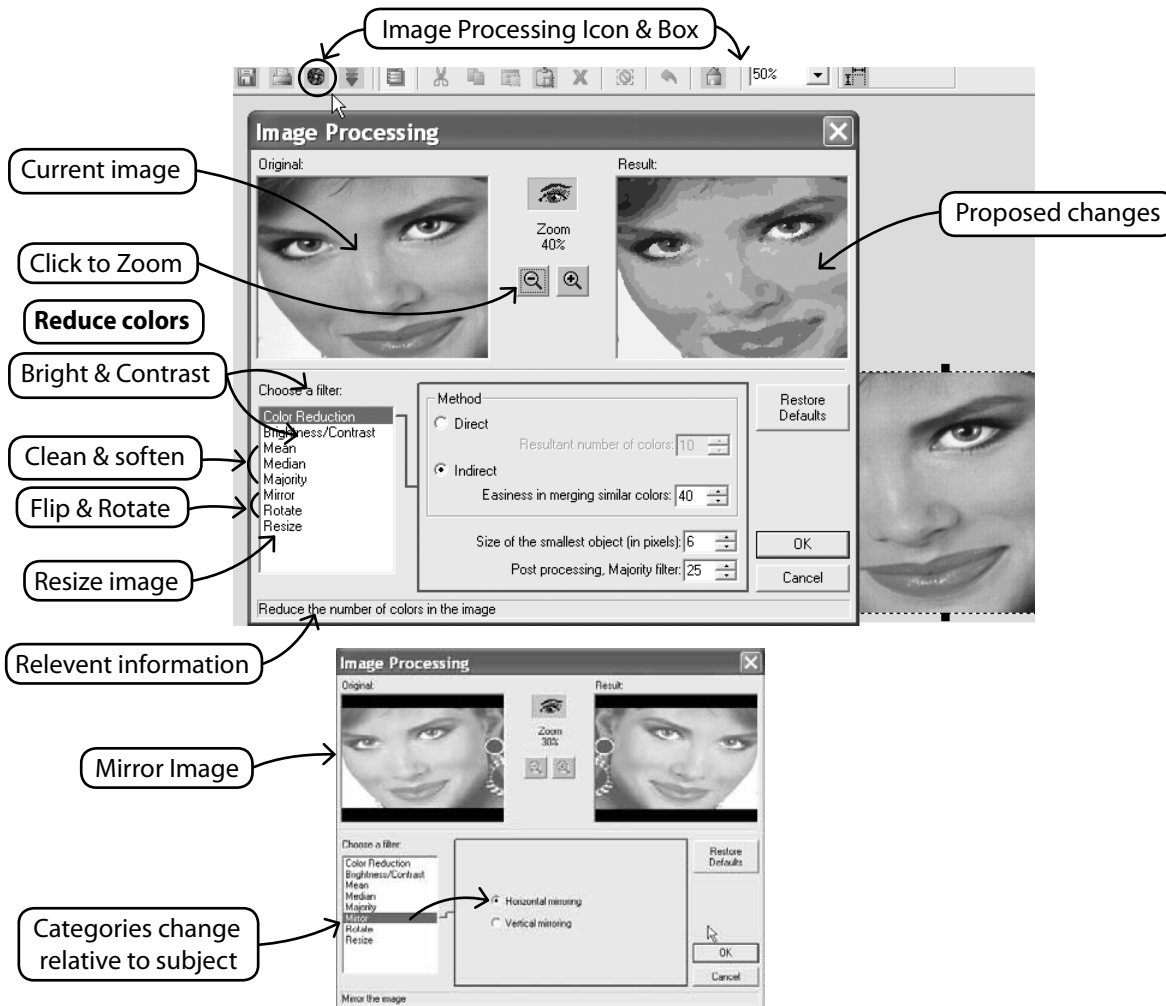 Image Processing Icon & Box
50%
Image Processing
Original:
Result:
Current image
Zoom
40%
Proposed changes
Click to Zoom
Reduce colors
Bright & Contrast
Choose a filter:
Color Reduction
Brightness/Contrast
Mean
Median
Majority
Mirror
Rotate
Resize
Clean & soften
Flip & Rotate
Resize image
Method
Direct
Resultant number of colors: 10
Indirect
Easiness in merging similar colors: 40
Size of the smallest object (in pixels): 6
Post processing, Majority filter: 25
Restore
Defaults
OK
Cancel
Reduce the number of colors in the image
Relevent information
Image Processing
Original:
Result:
Zoom
30%
Mirror Image
Choose a filter:
Color Reduction
Brightness/Contrast
Mean
Median
Majority
Mirror
Rotate
Resize
Horizontal mirroring
Vertical mirroring
Restore
Defaults
OK
Cancel
Categories change
relative to subject
Mirror the image